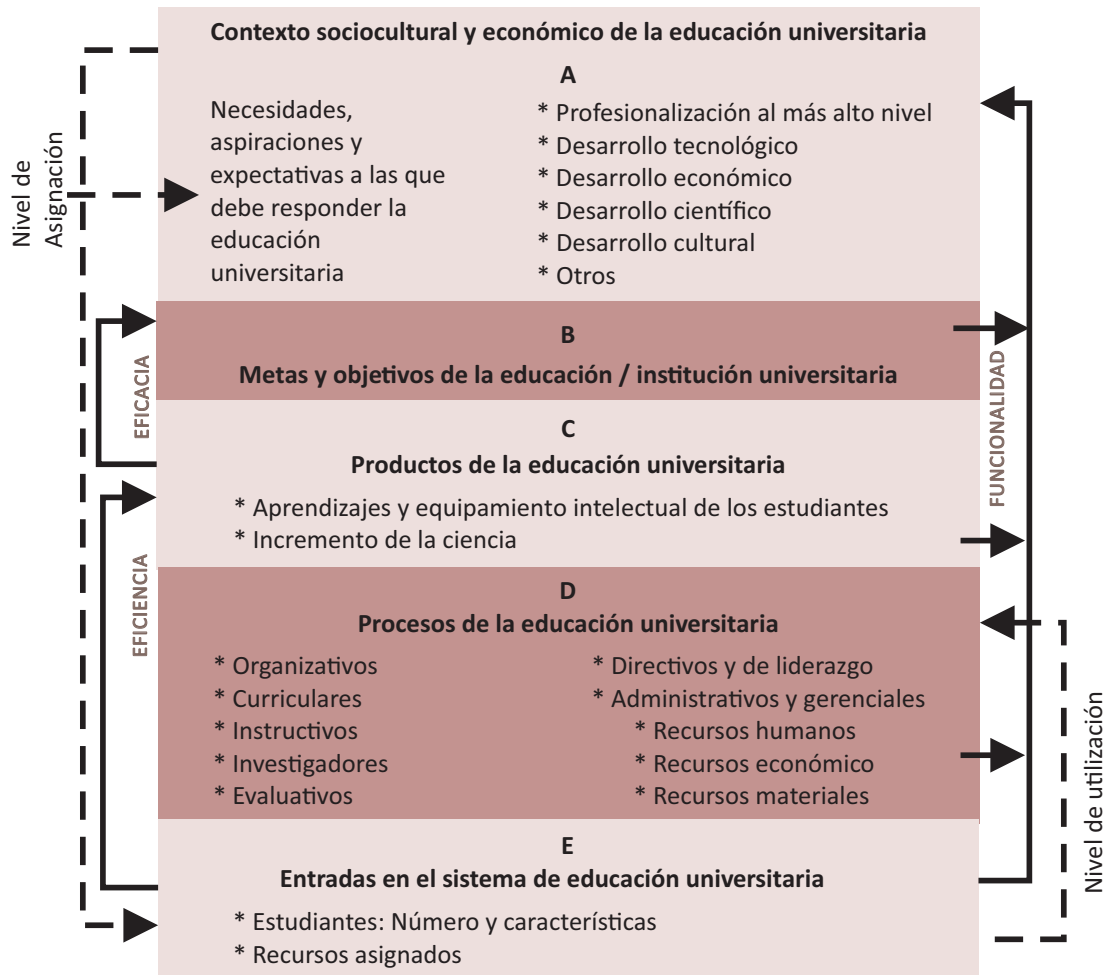 Contexto sociocultural y económico de la educación universitaria
A
Necesidades,
aspiraciones y
expectativas a las que
debe responder la
educación
universitaria
* Profesionalización al más alto nivel
* Desarrollo tecnológico
* Desarrollo económico
* Desarrollo científico
* Desarrollo cultural
* Otros
Nivel de
Asignación
B
Metas y objetivos de la educación / institución universitaria
EFICACIA
FUNCIONALIDAD
C
Productos de la educación universitaria
* Aprendizajes y equipamiento intelectual de los estudiantes
* Incremento de la ciencia
EFICIENCIA
D
Procesos de la educación universitaria
* Organizativos
* Curriculares
* Instructivos
* Investigadores
* Evaluativos
* Directivos y de liderazgo
* Administrativos y gerenciales
* Recursos humanos
* Recursos económico
* Recursos materiales
Nivel de utilización
E
Entradas en el sistema de educación universitaria
* Estudiantes: Número y características
* Recursos asignados